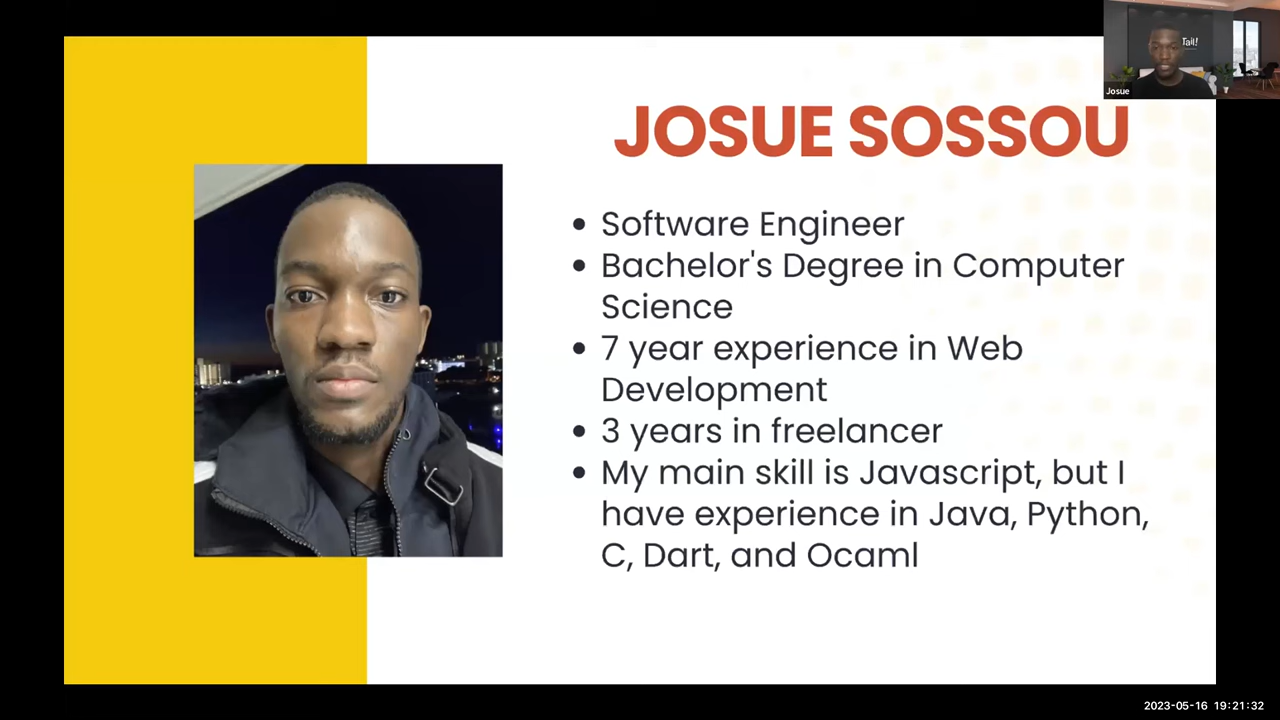 Tail!
Josue
JOSUE SOSSOU
• Software Engineer
• Bachelor's Degree in Computer
Science
• 7 year experience in Web
Development
• 3 years in freelancer
• My main skill is Javascript, but I
have experience in Java, Python,
C, Dart, and Ocaml
2023-05-16 19:21:32